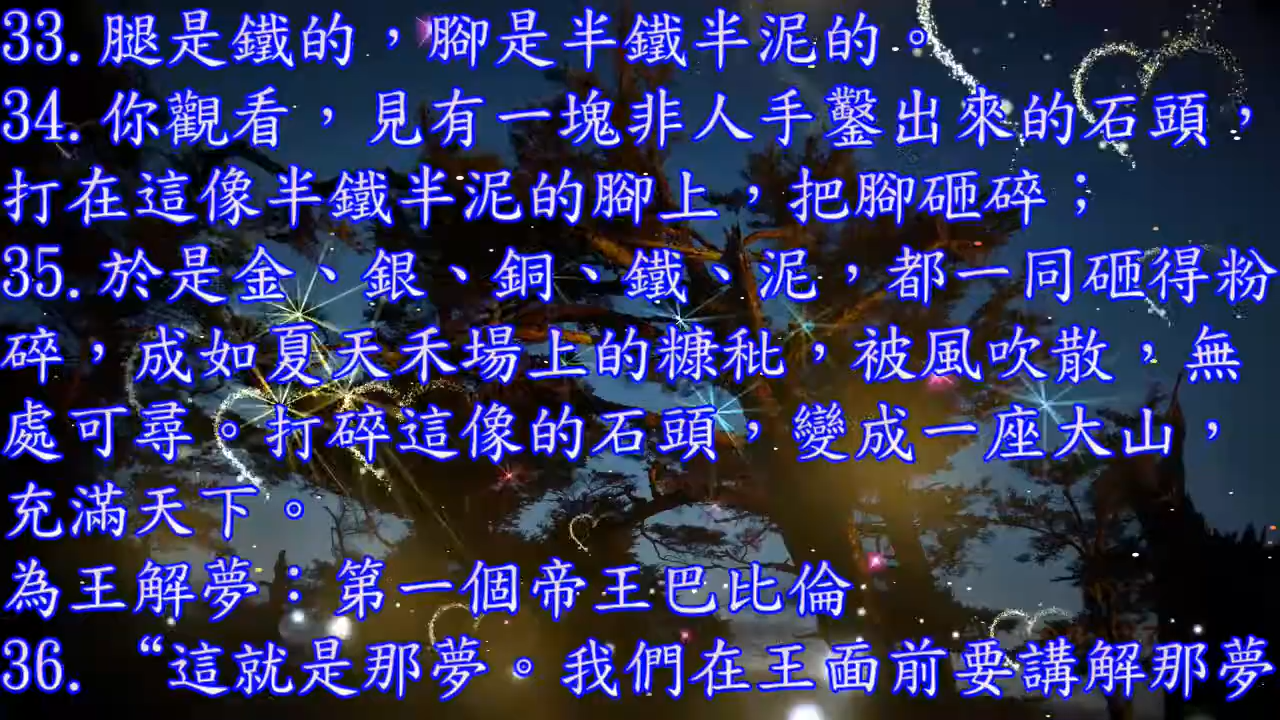 33. 腿是鐵的，腳是半鐵半泥的。
34. 你觀看，見有一塊非人手鑿出來的石頭，
打在這像半鐵半泥的腳上，把腳砸碎；
35. 於是金、銀、銅、鐵、泥，都一同砸得粉
碎，成如夏天禾場上的糠秕，被風吹散，無
處可尋。打碎這像的石頭，變成一座大山，
充滿天下。
為王解夢：第一個帝王巴比倫
36. “這就是那夢。我們在王面前要講解那夢